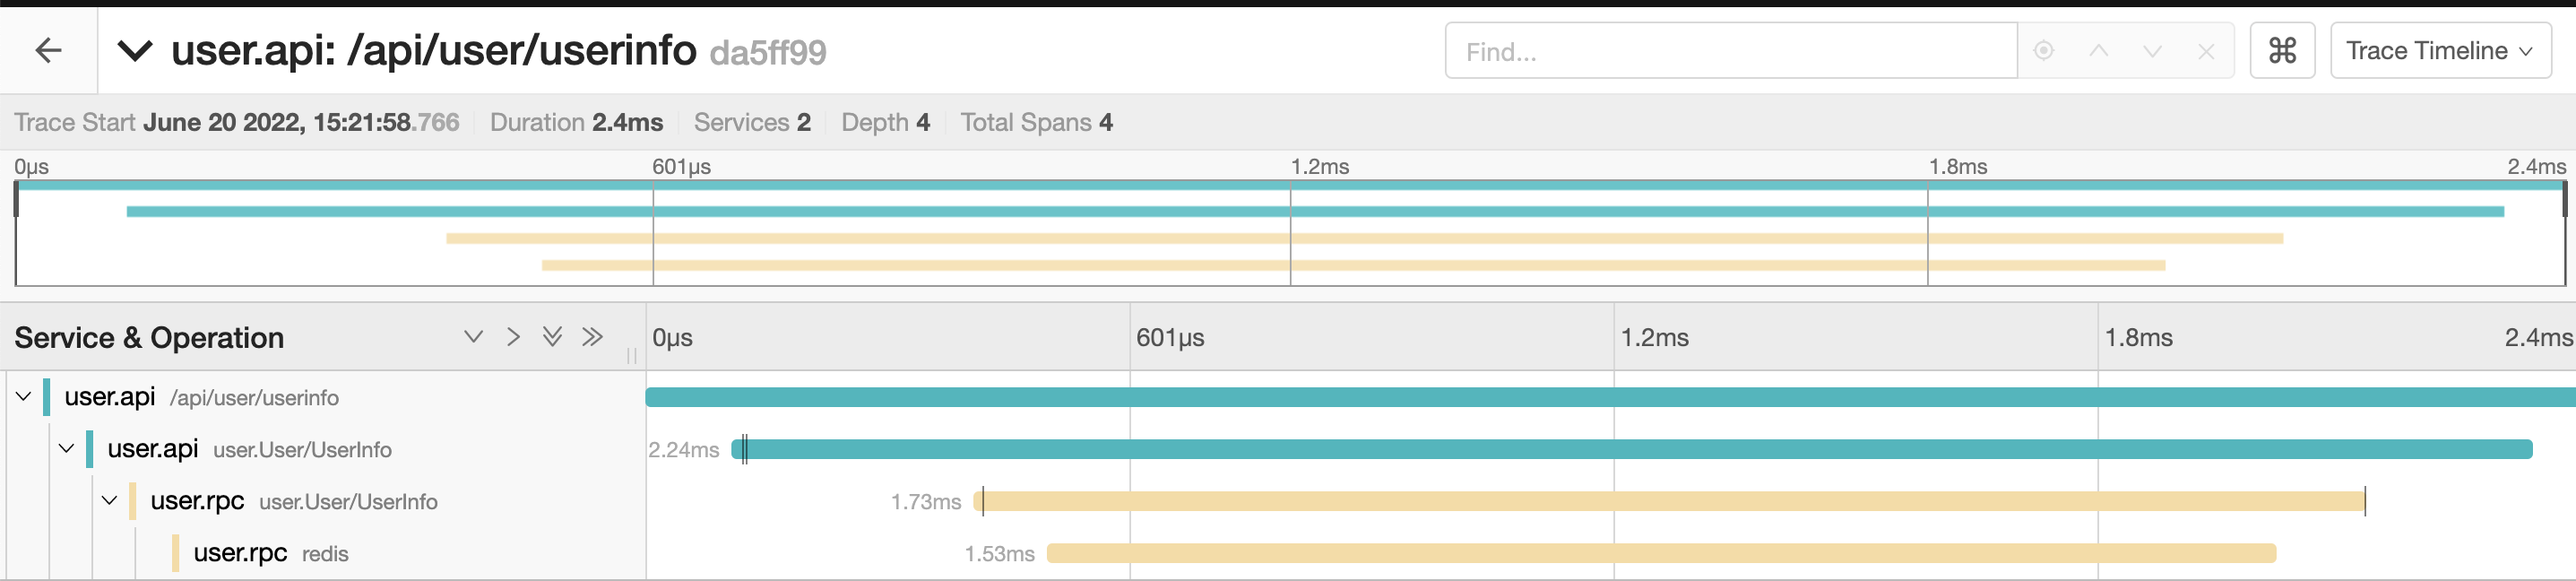 user.api: /api/user/userinfo da5ff99
Find...
⌘
Trace Timeline
Trace Start June 20 2022, 15:21:58.766 Duration 2.4ms Services 2 Depth 4 Total Spans 4
0μs 601μs 1.2ms 1.8ms 2.4ms
Service & Operation 0μs 601μs 1.2ms 1.8ms 2.4ms
user.api /api/user/userinfo
user.api user.User/UserInfo 2.24ms
user.rpc user.User/UserInfo 1.73ms
user.rpc redis 1.53ms